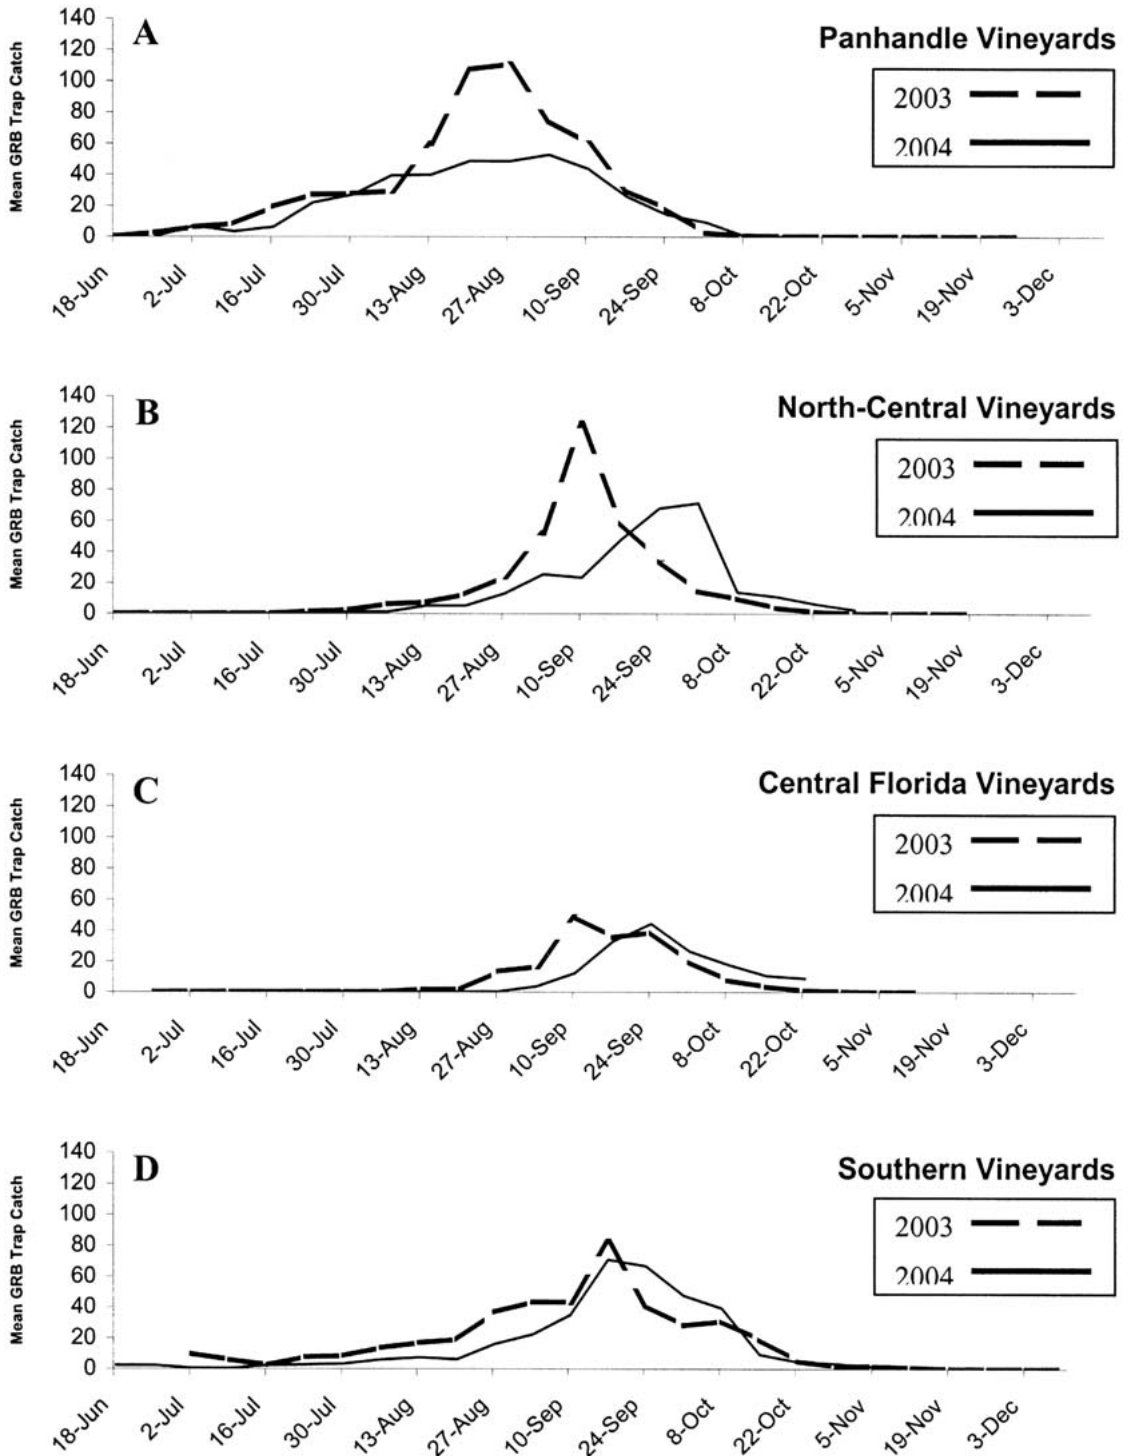 A
Panhandle Vineyards
Mean GRB Trap Catch
140
120
100
80
60
40
20
0
2003
2004
18-Jun
2-Jul
16-Jul
30-Jul
13-Aug
27-Aug
10-Sep
24-Sep
8-Oct
22-Oct
5-Nov
19-Nov
3-Dec
B
North-Central Vineyards
Mean GRB Trap Catch
140
120
100
80
60
40
20
0
2003
2004
18-Jun
2-Jul
16-Jul
30-Jul
13-Aug
27-Aug
10-Sep
24-Sep
8-Oct
22-Oct
5-Nov
19-Nov
3-Dec
C
Central Florida Vineyards
Mean GRB Trap Catch
140
120
100
80
60
40
20
0
2003
2004
18-Jun
2-Jul
16-Jul
30-Jul
13-Aug
27-Aug
10-Sep
24-Sep
8-Oct
22-Oct
5-Nov
19-Nov
3-Dec
D
Southern Vineyards
Mean GRB Trap Catch
140
120
100
80
60
40
20
0
2003
2004
18-Jun
2-Jul
16-Jul
30-Jul
13-Aug
27-Aug
10-Sep
24-Sep
8-Oct
22-Oct
5-Nov
19-Nov
3-Dec